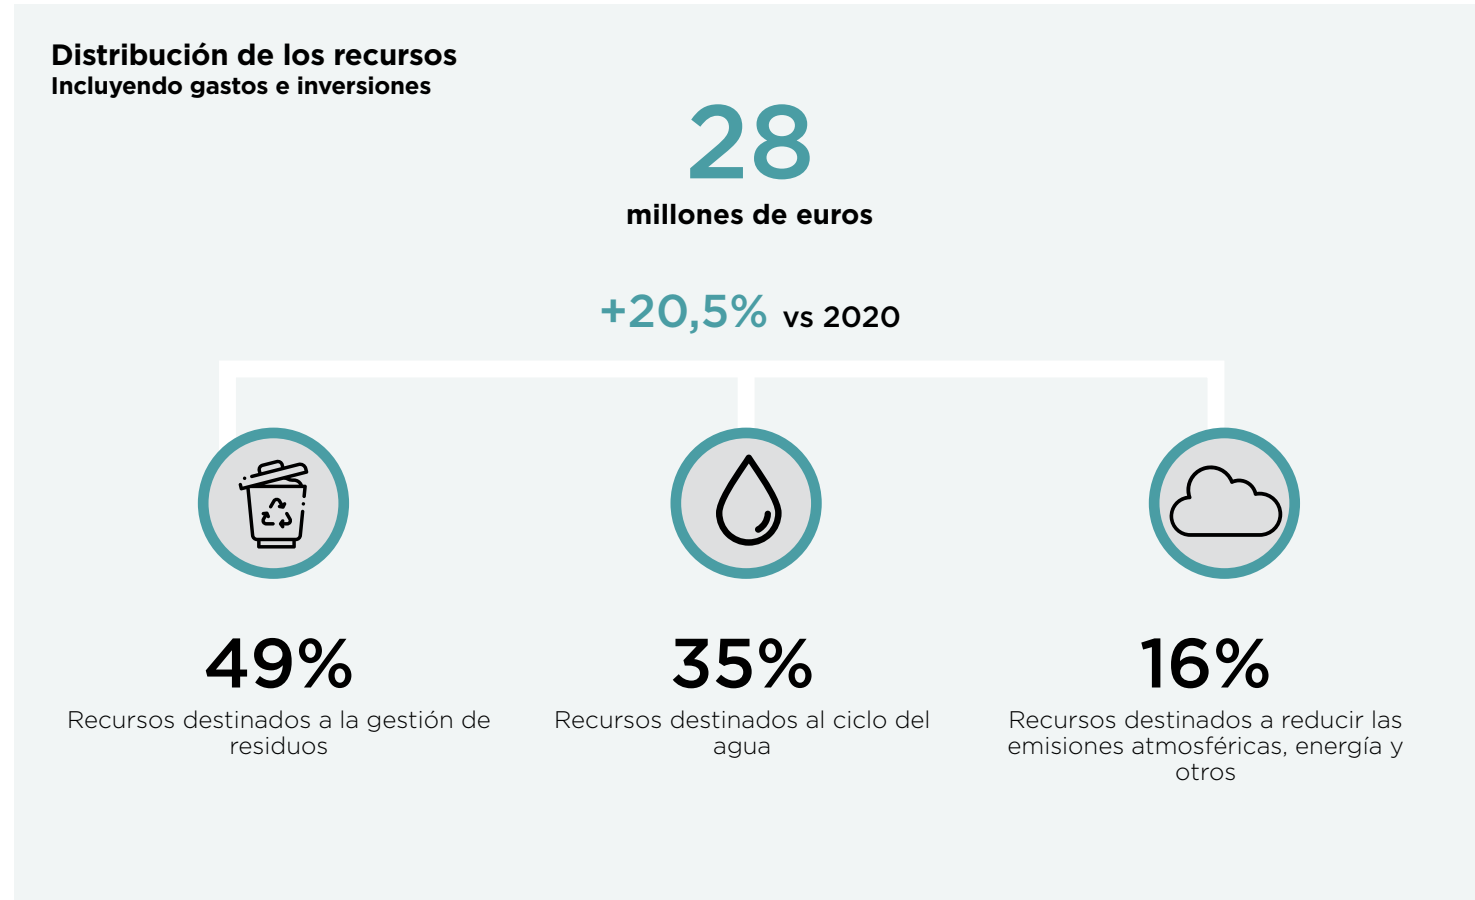 Distribución de los recursos
Incluyendo gastos e inversiones
28
millones de euros
+20,5% vs 2020
49%
Recursos destinados a la gestión de
residuos
35%
Recursos destinados al ciclo del
agua
16%
Recursos destinados a reducir las
emisiones atmosféricas, energía y
otros